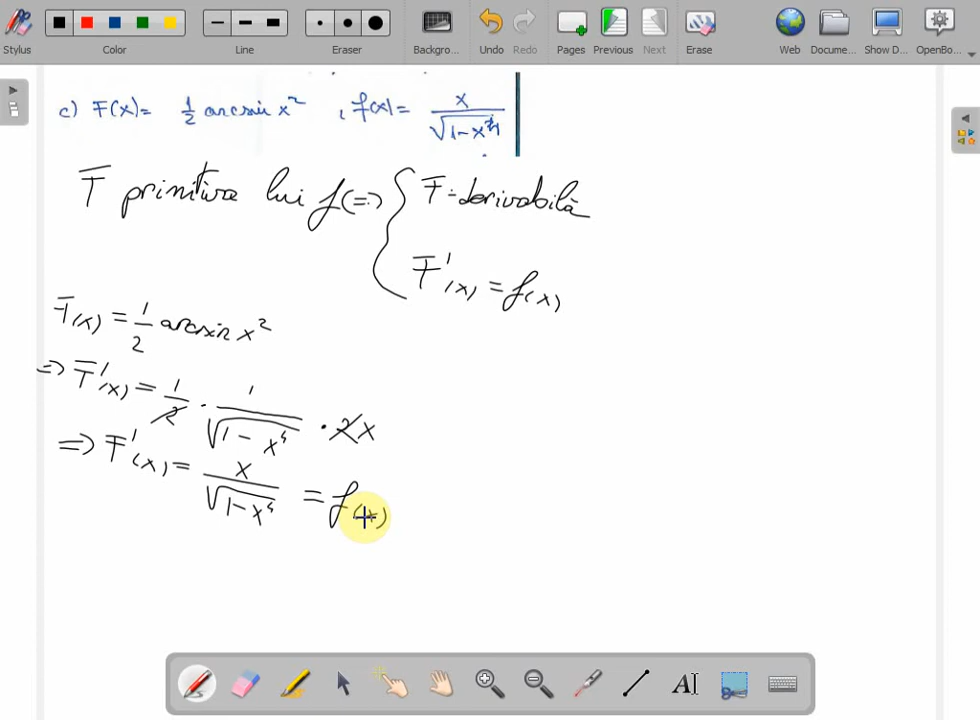 Stylus Color Line Eraser Backgro... Undo Redo Pages Previous Next Erase Web Docume... Show D... OpenBo...
c) F(x)= 1/2 arcsin x² , f(x)= x/√(1-x⁴)
F primitiva lui f(=>) { F-derivabilă
F'(x) = f(x)
F(x) = 1/2 arcsin x²
=> F'(x) = 1/2 · 1/√(1-x⁴) · 2x
=> F'(x) = x/√(1-x⁴) = f(x)
AI